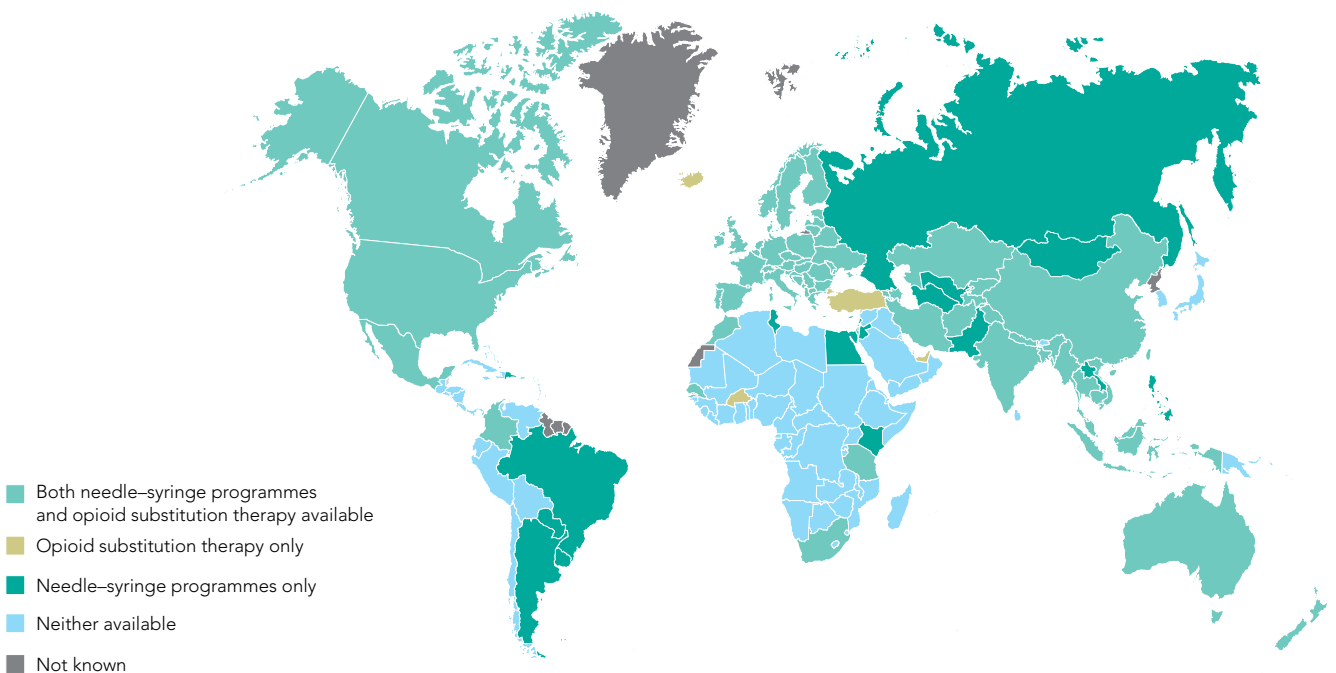 Both needle–syringe programmes
and opioid substitution therapy available
Opioid substitution therapy only
Needle–syringe programmes only
Neither available
Not known